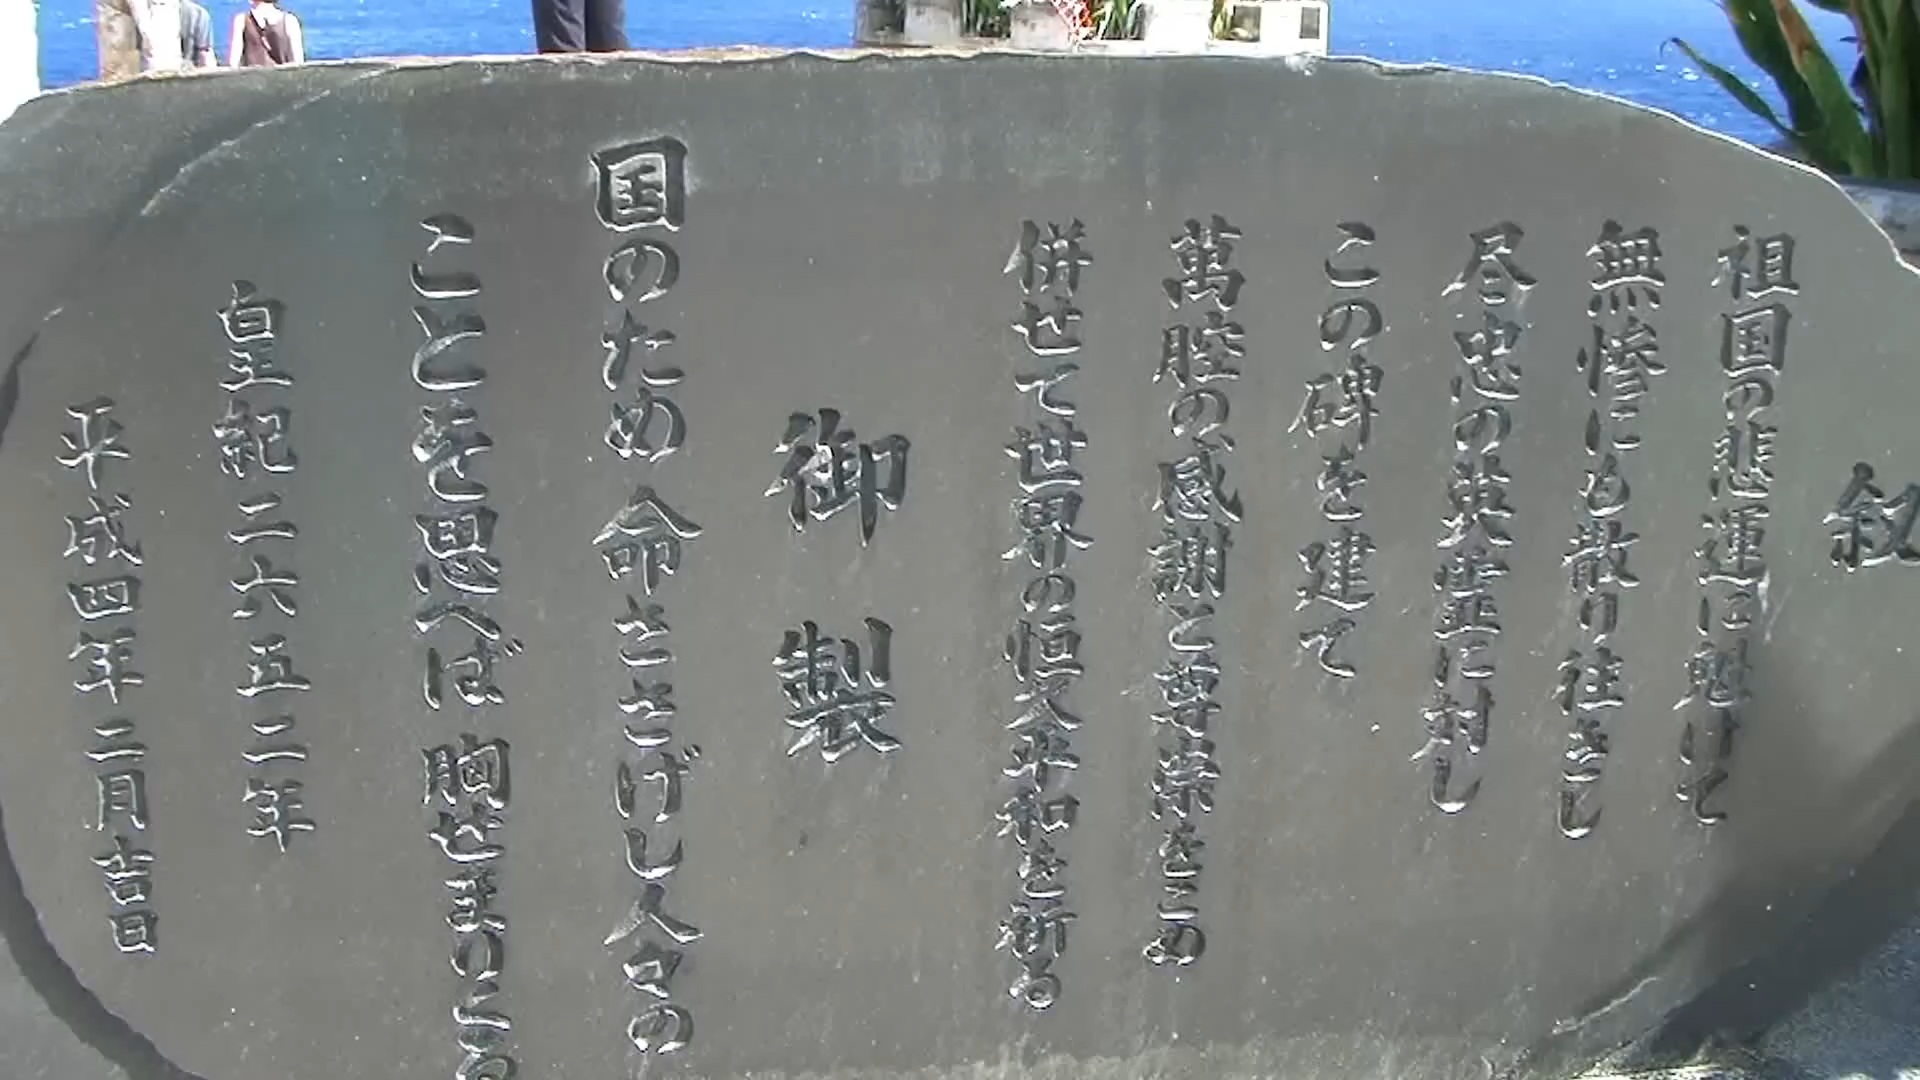 叙
祖国の悲運に魁けて
無惨にも散り往きし
尽忠の英霊に対し
この碑を建て
萬腔の感謝と尊崇をこめ
併せて世界の恒久平和を祈る
御製
国のため命ささげし人々の
ことを思へば胸せまりくる
皇紀二六五二年
平成四年二月吉日